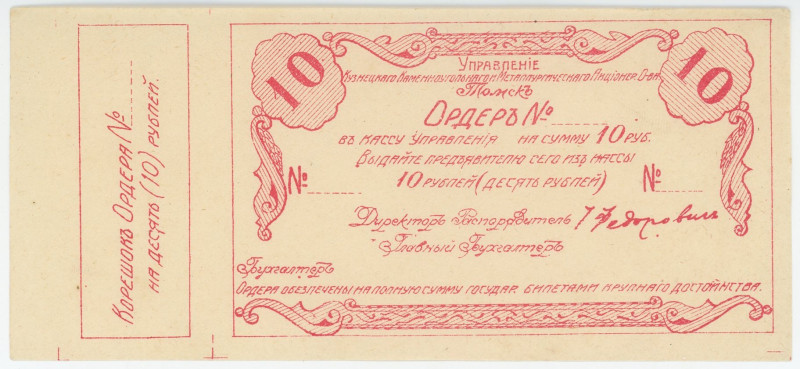 Корешокъ Ордера №
на десять (10) рублей.
10
10
Управленіе
Кузнецкаго Каменноугольнаго и Металлургическаго Акціонер. О-ва
Томскъ
Ордеръ №
въ кассу Управленія на сумму 10 руб.
Выдайте предъявителю сего изъ кассы
10 рублей (десять рублей)
№
№
Директоръ Распорядитель І Федоровичъ
Главный Бухгалтеръ
Бухгалтеръ
Ордера обезпечены на полную сумму государ. билетами крупнаго достоинства.